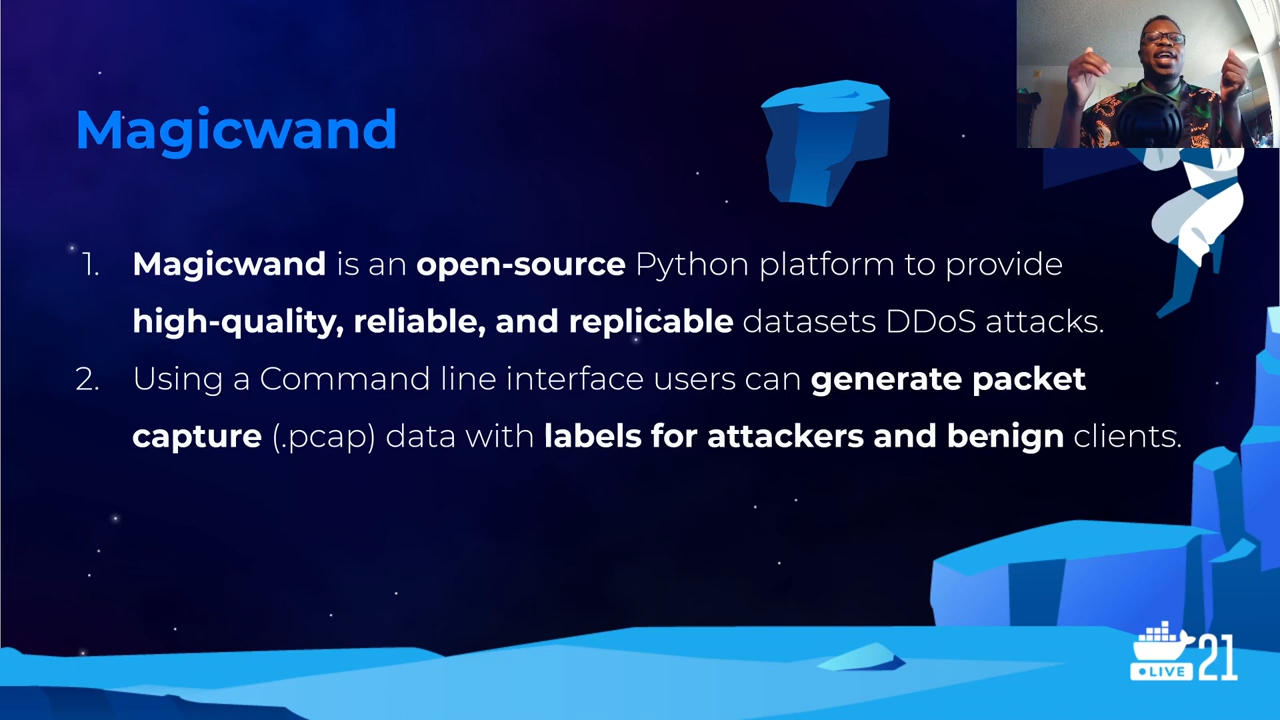 Magicwand
1. Magicwand is an open-source Python platform to provide
high-quality, reliable, and replicable datasets DDoS attacks.
2. Using a Command line interface users can generate packet
capture (.pcap) data with labels for attackers and benign clients.
LIVE 21